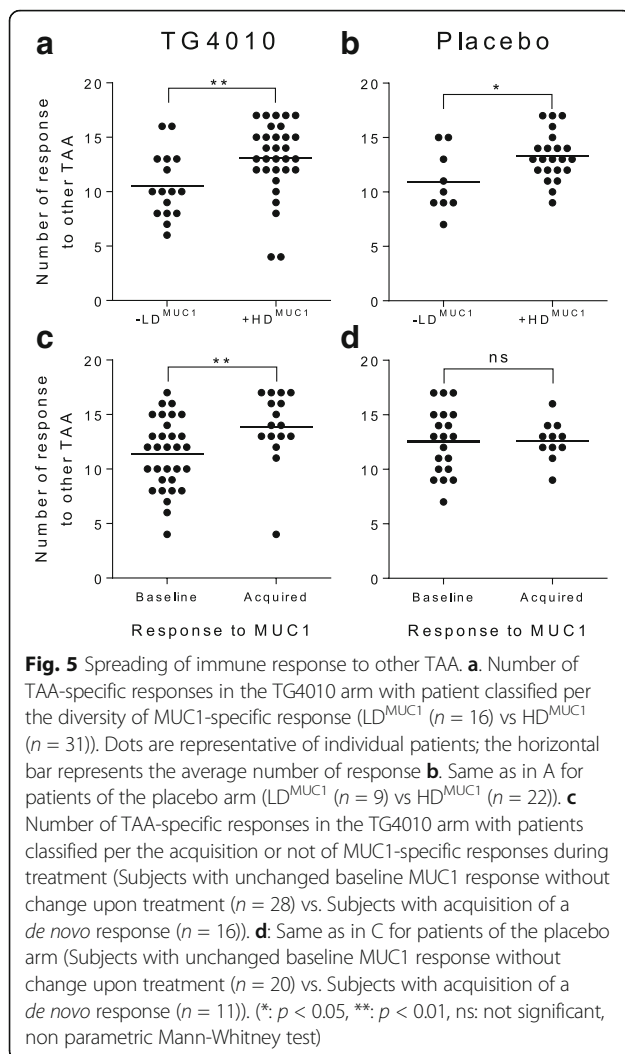 a TG4010 b Placebo
Number of response
to other TAA
20
15
10
5
0
**
-LD^MUC1 +HD^MUC1
20
15
10
5
0
*
-LD^MUC1 +HD^MUC1
c
Number of response
to other TAA
20
15
10
5
0
**
Baseline Acquired
Response to MUC1
d
20
15
10
5
0
ns
Baseline Acquired
Response to MUC1
Fig. 5 Spreading of immune response to other TAA. a. Number of
TAA-specific responses in the TG4010 arm with patient classified per
the diversity of MUC1-specific response (LD^MUC1 (n = 16) vs HD^MUC1
(n = 31)). Dots are representative of individual patients; the horizontal
bar represents the average number of response b. Same as in A for
patients of the placebo arm (LD^MUC1 (n = 9) vs HD^MUC1 (n = 22)). c
Number of TAA-specific responses in the TG4010 arm with patients
classified per the acquisition or not of MUC1-specific responses during
treatment (Subjects with unchanged baseline MUC1 response without
change upon treatment (n = 28) vs. Subjects with acquisition of a
de novo response (n = 16)). d: Same as in C for patients of the placebo
arm (Subjects with unchanged baseline MUC1 response without
change upon treatment (n = 20) vs. Subjects with acquisition of a
de novo response (n = 11)). (*: p < 0.05, **: p < 0.01, ns: not significant,
non parametric Mann-Whitney test)